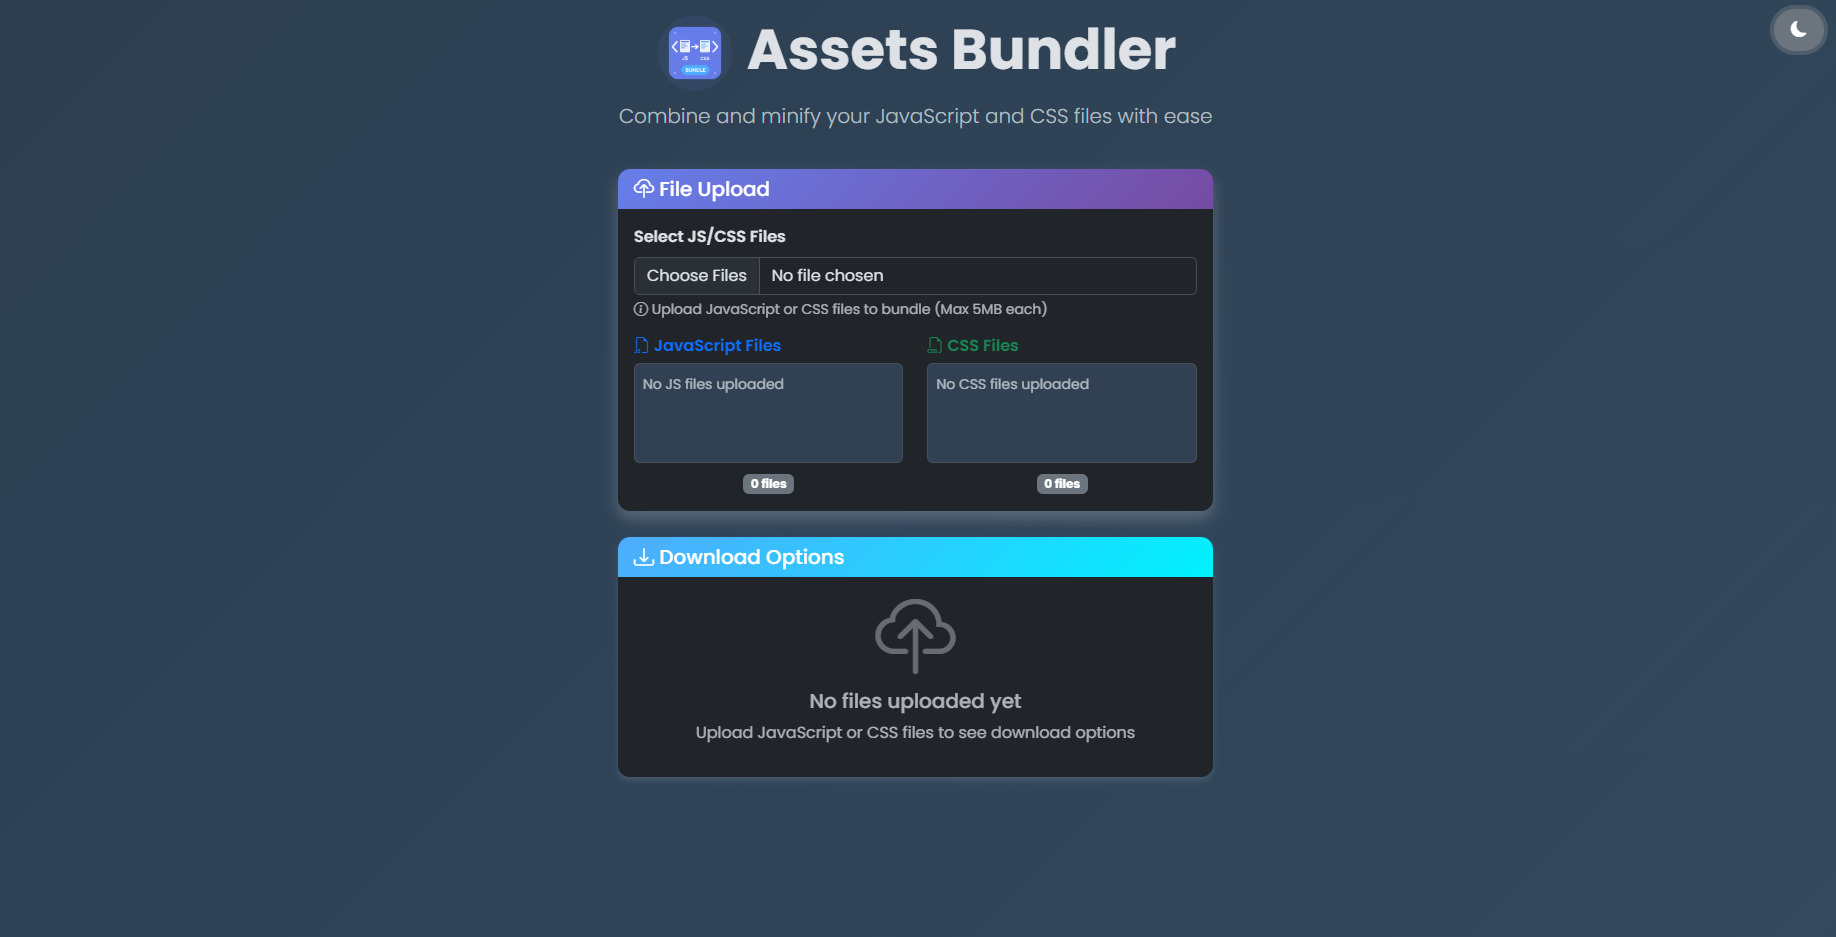 JS CSS
BUNDLE
Assets Bundler
Combine and minify your JavaScript and CSS files with ease
File Upload
Select JS/CSS Files
Choose Files No file chosen
Upload JavaScript or CSS files to bundle (Max 5MB each)
JavaScript Files
CSS Files
No JS files uploaded
No CSS files uploaded
0 files
0 files
Download Options
No files uploaded yet
Upload JavaScript or CSS files to see download options